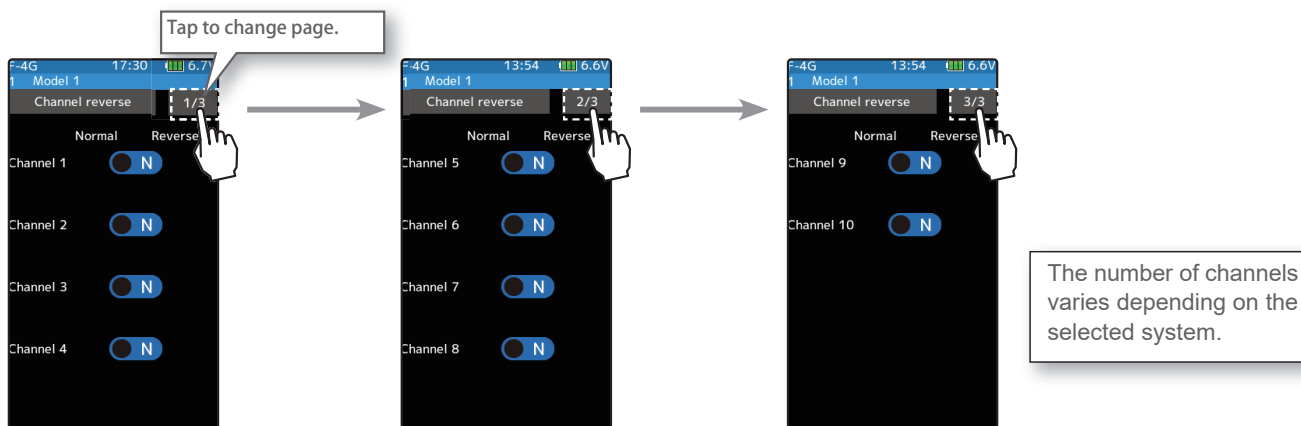 Tap to change page.
F-4G 17:30 6.7V
1 Model 1
Channel reverse 1/3
Normal Reverse
Channel 1 N
Channel 2 N
Channel 3 N
Channel 4 N
F-4G 13:54 6.6V
1 Model 1
Channel reverse 2/3
Normal Reverse
Channel 5 N
Channel 6 N
Channel 7 N
Channel 8 N
F-4G 13:54 6.6V
1 Model 1
Channel reverse 3/3
Normal Reverse
Channel 9 N
Channel 10 N
The number of channels
varies depending on the
selected system.